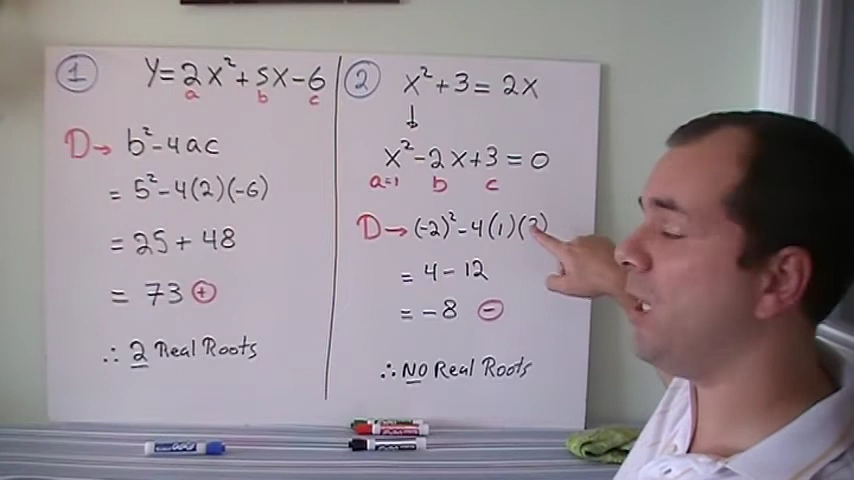 1
y=2x²+5x-6
a b c
D→ b²-4ac
= 5²-4(2)(-6)
= 25+48
= 73 +
∴ 2 Real Roots
2
x²+3=2x
↓
x²-2x+3=0
a=1 b c
D→(-2)²-4(1)(3)
= 4-12
= -8 -
∴ NO Real Roots